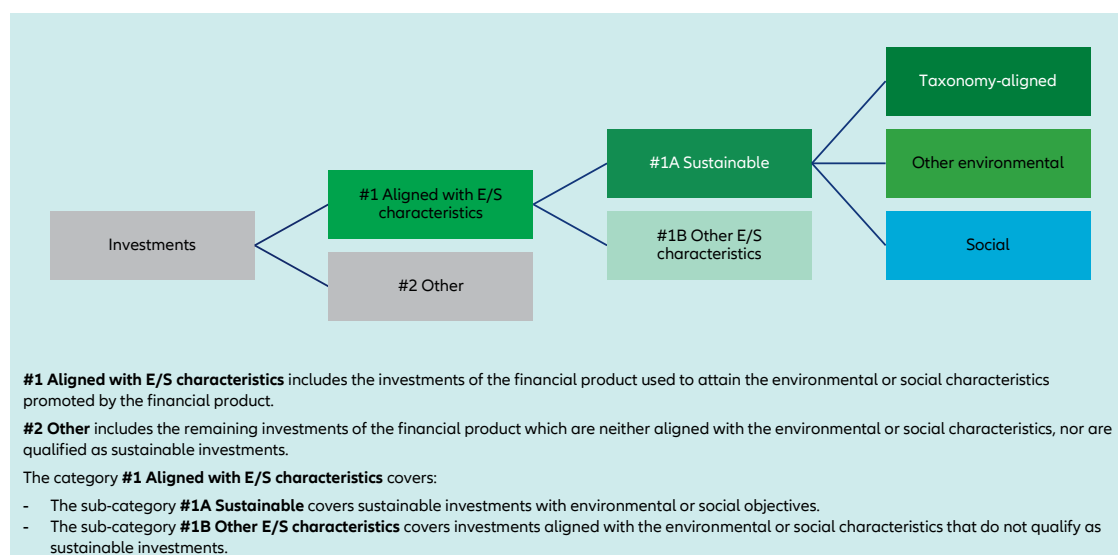 Taxonomy-aligned
#1A Sustainable
Other environmental
#1 Aligned with E/S
characteristics
Investments
#1B Other E/S
characteristics
Social
#2 Other
#1 Aligned with E/S characteristics includes the investments of the financial product used to attain the environmental or social characteristics
promoted by the financial product.
#2 Other includes the remaining investments of the financial product which are neither aligned with the environmental or social characteristics, nor are
qualified as sustainable investments.
The category #1 Aligned with E/S characteristics covers:
- The sub-category #1A Sustainable covers sustainable investments with environmental or social objectives.
- The sub-category #1B Other E/S characteristics covers investments aligned with the environmental or social characteristics that do not qualify as
sustainable investments.